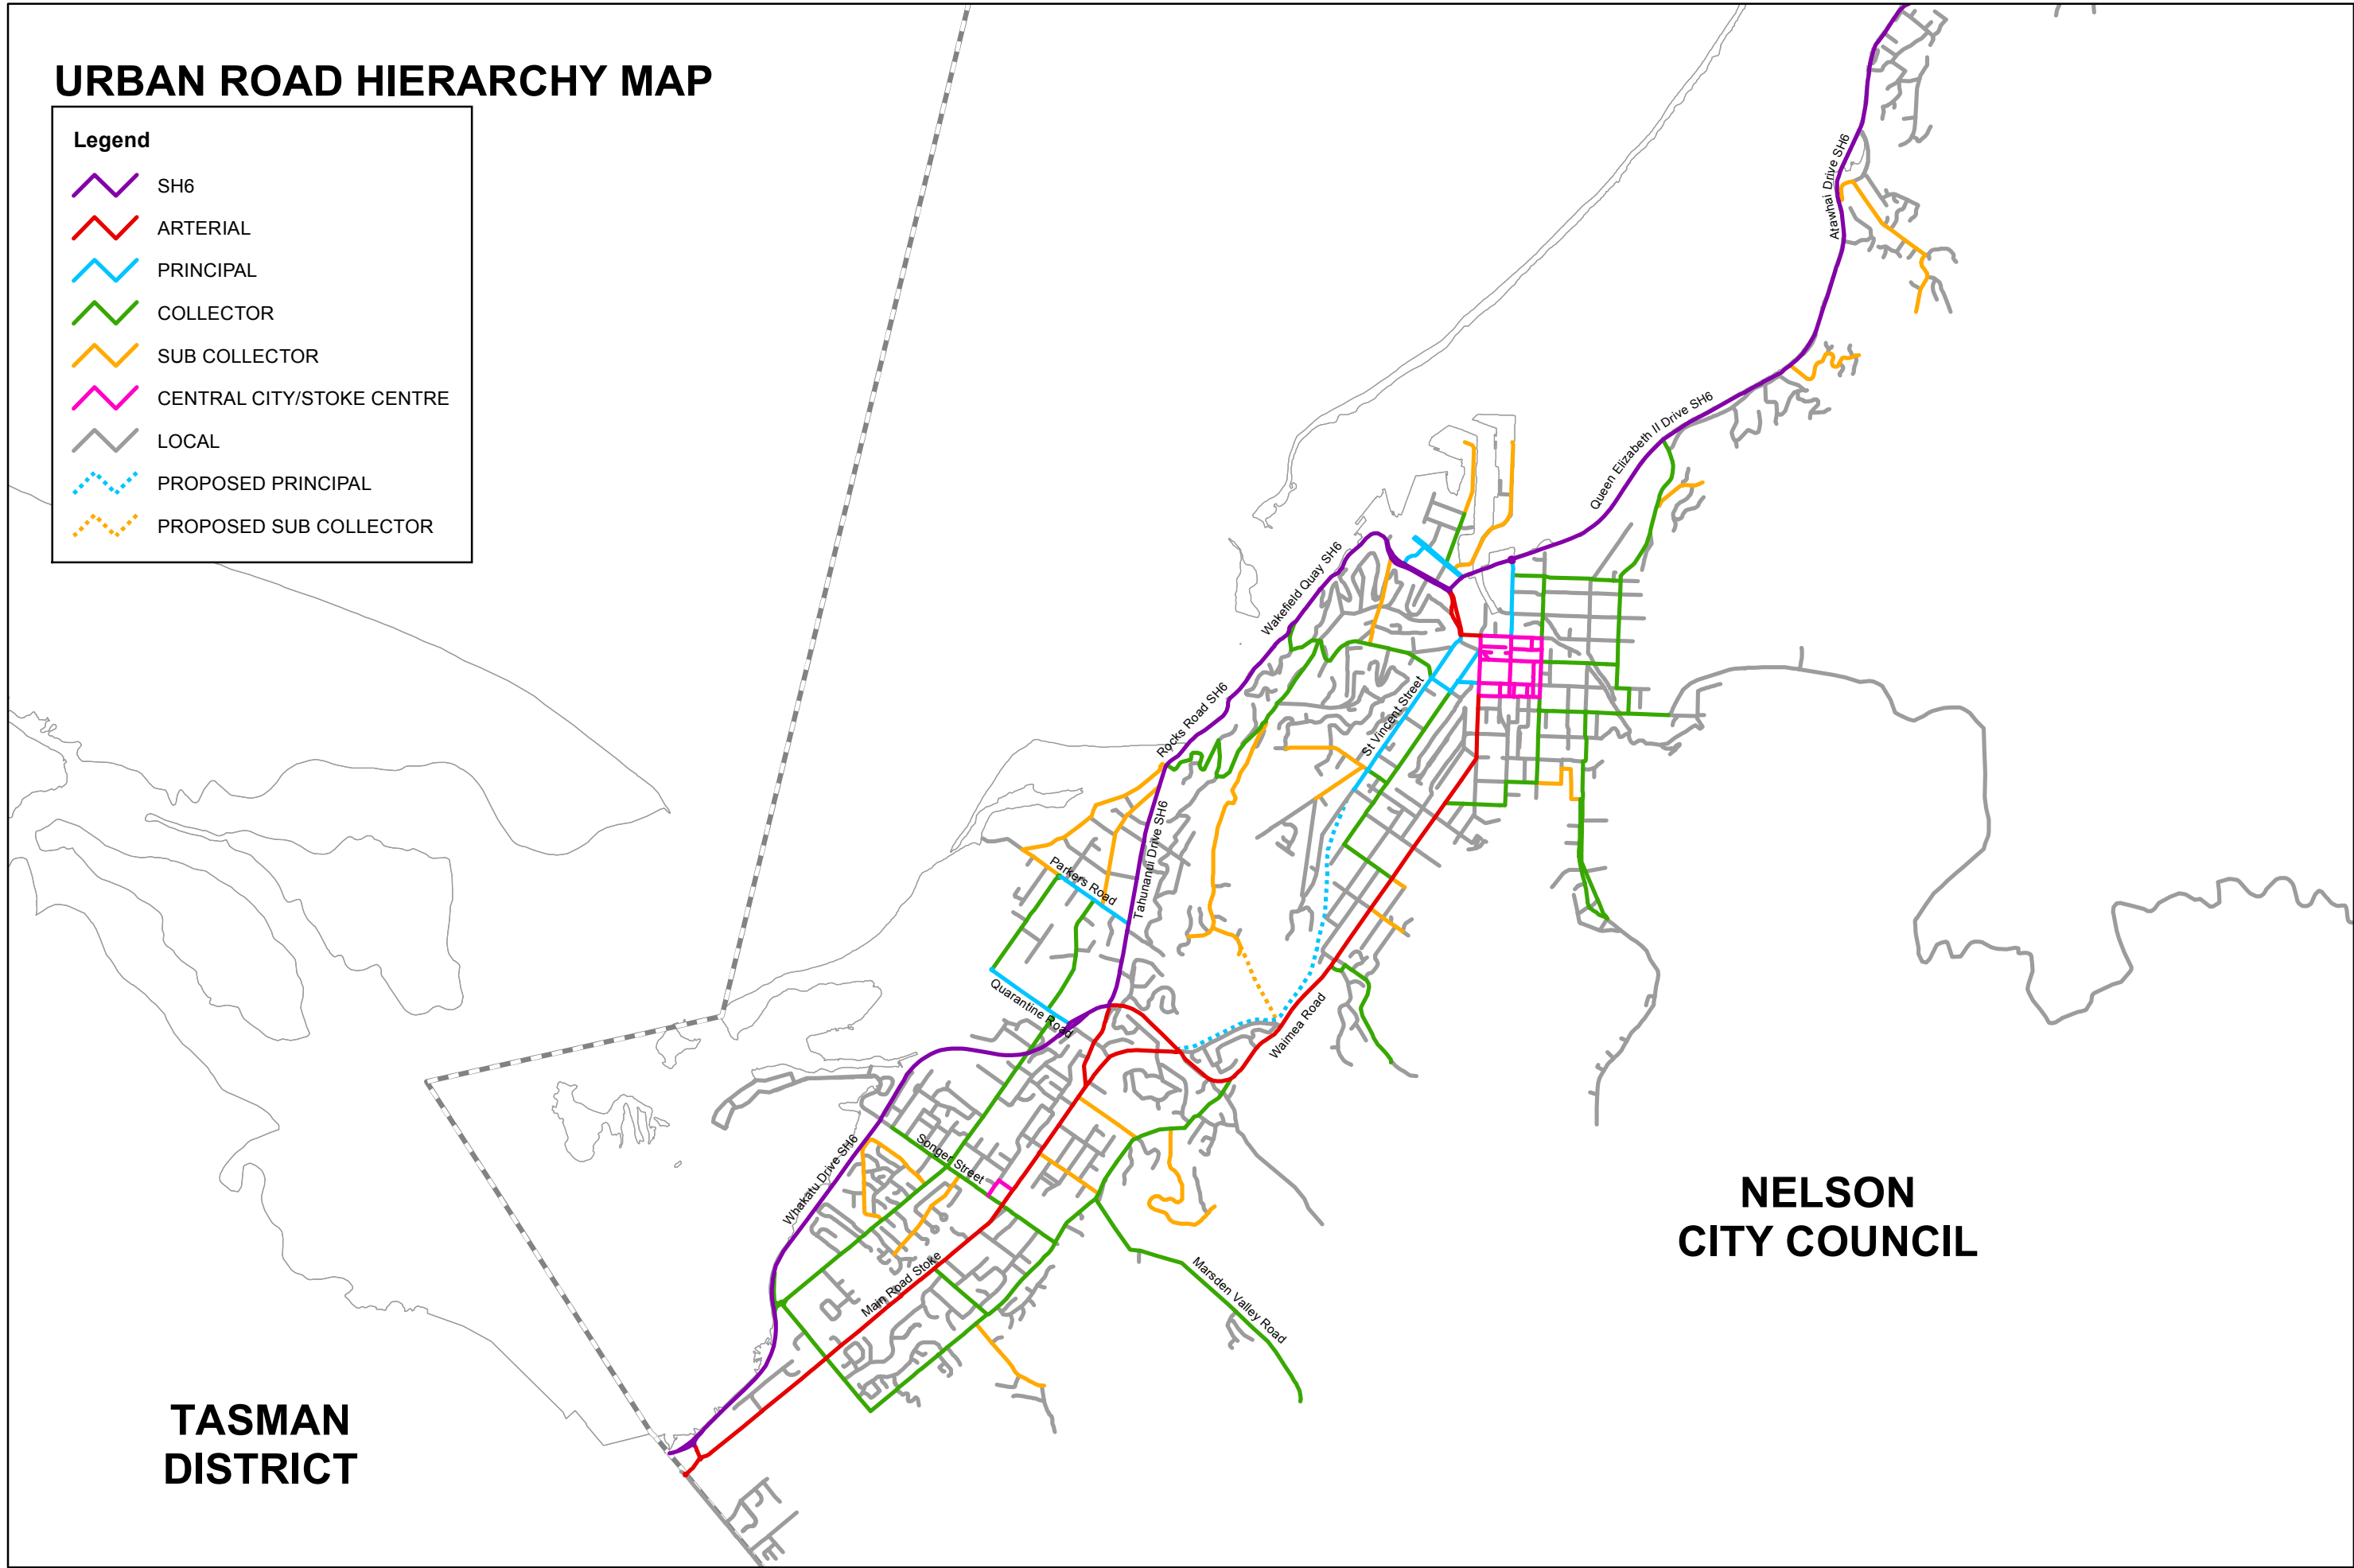 URBAN ROAD HIERARCHY MAP
Legend
SH6
ARTERIAL
PRINCIPAL
COLLECTOR
SUB COLLECTOR
CENTRAL CITY/STOKE CENTRE
LOCAL
PROPOSED PRINCIPAL
PROPOSED SUB COLLECTOR
Atawhai Drive SH6
Queen Elizabeth II Drive SH6
Wakefield Quay SH6
Rocks Road SH6
St Vincent Street
Tahunanui Drive SH6
Parkers Road
Quarantine Road
Waimea Road
Songer Street
Whakatu Drive SH6
Main Road Stoke
Marsden Valley Road
NELSON
CITY COUNCIL
TASMAN
DISTRICT